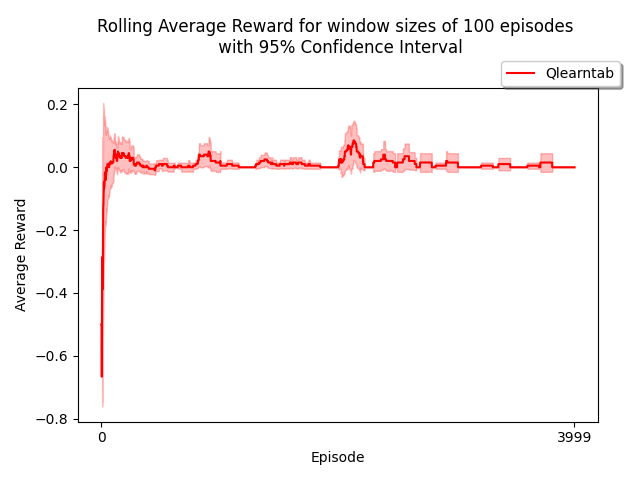 Rolling Average Reward for window sizes of 100 episodes
with 95% Confidence Interval
Qlearntab
0.2
0.0
−0.2
−0.4
−0.6
−0.8
Average Reward
0
3999
Episode